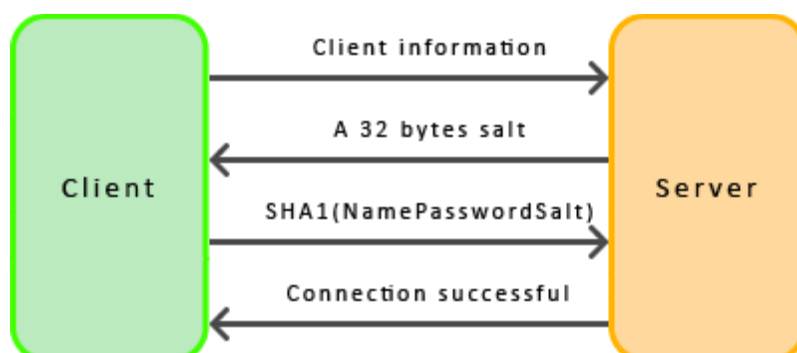 Client information
A 32 bytes salt
Client
Server
SHA1(NamePasswordSalt)
Connection successful